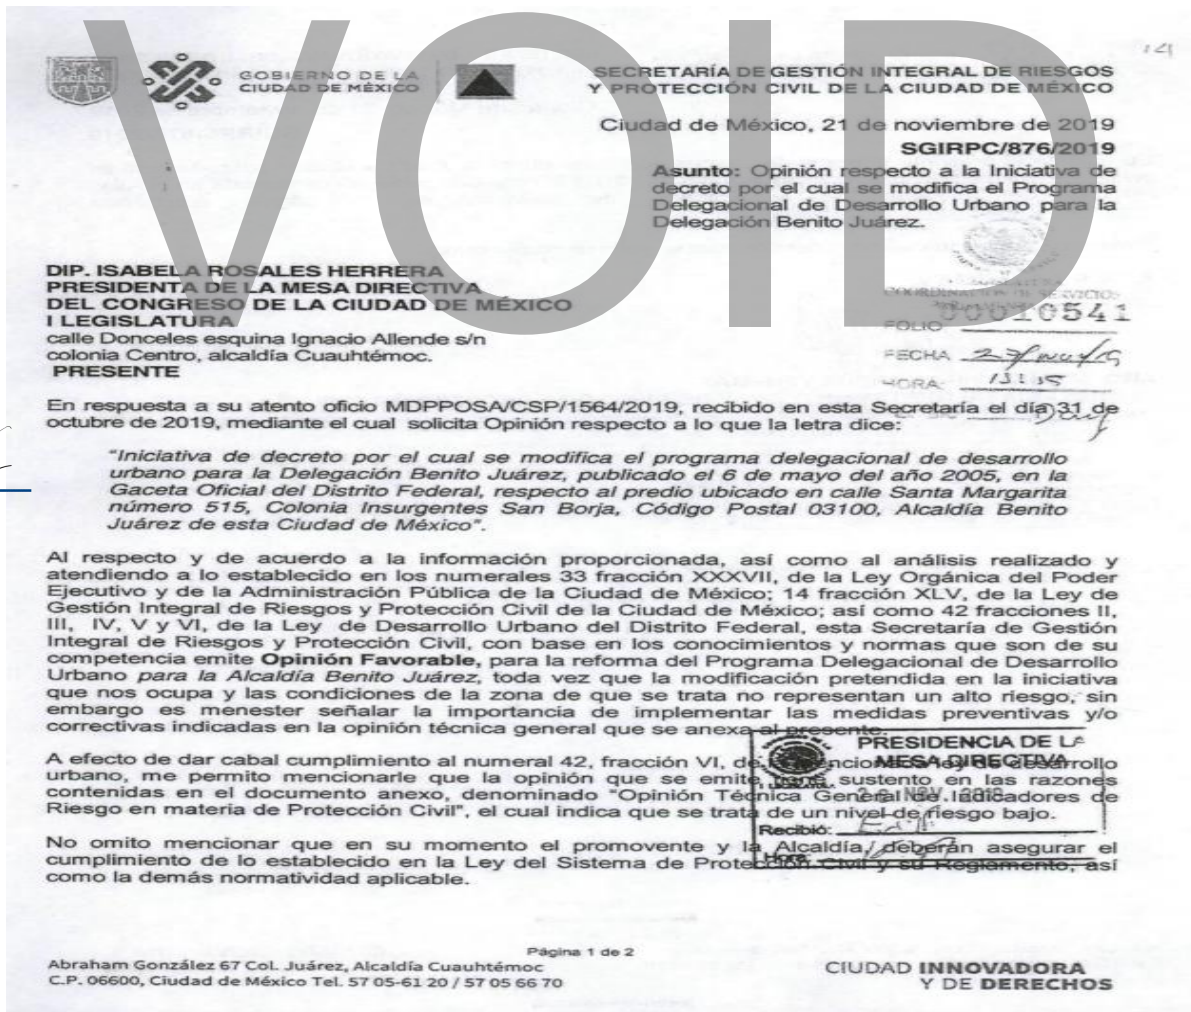 VOID
14
GOBIERNO DE LA
CIUDAD DE MÉXICO
SECRETARÍA DE GESTIÓN INTEGRAL DE RIESGOS
Y PROTECCIÓN CIVIL DE LA CIUDAD DE MÉXICO
Ciudad de México, 21 de noviembre de 2019
SGIRPC/876/2019
Asunto: Opinión respecto a la Iniciativa de
decreto por el cual se modifica el Programa
Delegacional de Desarrollo Urbano para la
Delegación Benito Juárez.
DIP. ISABELA ROSALES HERRERA
PRESIDENTA DE LA MESA DIRECTIVA
DEL CONGRESO DE LA CIUDAD DE MÉXICO
I LEGISLATURA
calle Donceles esquina Ignacio Allende s/n
colonia Centro, alcaldía Cuauhtémoc.
PRESENTE
COORDINACIÓN DE SERVICIOS
00010541
FOLIO
FECHA 27/nov/19
HORA
En respuesta a su atento oficio MDPPOSA/CSP/1564/2019, recibido en esta Secretaría el día 31 de
octubre de 2019, mediante el cual solicita Opinión respecto a lo que la letra dice:
"Iniciativa de decreto por el cual se modifica el programa delegacional de desarrollo
urbano para la Delegación Benito Juárez, publicado el 6 de mayo del año 2005, en la
Gaceta Oficial del Distrito Federal, respecto al predio ubicado en calle Santa Margarita
número 515, Colonia Insurgentes San Borja, Código Postal 03100, Alcaldía Benito
Juárez de esta Ciudad de México".
Al respecto y de acuerdo a la información proporcionada, así como al análisis realizado y
atendiendo a lo establecido en los numerales 33 fracción XXXVII, de la Ley Orgánica del Poder
Ejecutivo y de la Administración Pública de la Ciudad de México; 14 fracción XLV, de la Ley de
Gestión Integral de Riesgos y Protección Civil de la Ciudad de México; así como 42 fracciones II,
III, IV, V y VI, de la Ley de Desarrollo Urbano del Distrito Federal, esta Secretaría de Gestión
Integral de Riesgos y Protección Civil, con base en los conocimientos y normas que son de su
competencia emite Opinión Favorable, para la reforma del Programa Delegacional de Desarrollo
Urbano para la Alcaldía Benito Juárez, toda vez que la modificación pretendida en la iniciativa
que nos ocupa y las condiciones de la zona de que se trata no representan un alto riesgo, sin
embargo es menester señalar la importancia de implementar las medidas preventivas y/o
correctivas indicadas en la opinión técnica general que se anexa al presente.
A efecto de dar cabal cumplimiento al numeral 42, fracción VI, de la mencionada ley de desarrollo
urbano, me permito mencionarle que la opinión que se emite sustento en las razones
contenidas en el documento anexo, denominado "Opinión Técnica General de Indicadores de
Riesgo en materia de Protección Civil", el cual indica que se trata de un nivel de riesgo bajo.
PRESIDENCIA DE LA
MESA DIRECTIVA
NOV.
Recibió:
Hora:
No omito mencionar que en su momento el promovente y la Alcaldía, deberán asegurar el
cumplimiento de lo establecido en la Ley del Sistema de Protección Civil y su Reglamento, así
como la demás normatividad aplicable.
Página 1 de 2
Abraham González 67 Col. Juárez, Alcaldía Cuauhtémoc
C.P. 06600, Ciudad de México Tel. 57 05-61 20 / 57 05 66 70
CIUDAD INNOVADORA
Y DE DERECHOS